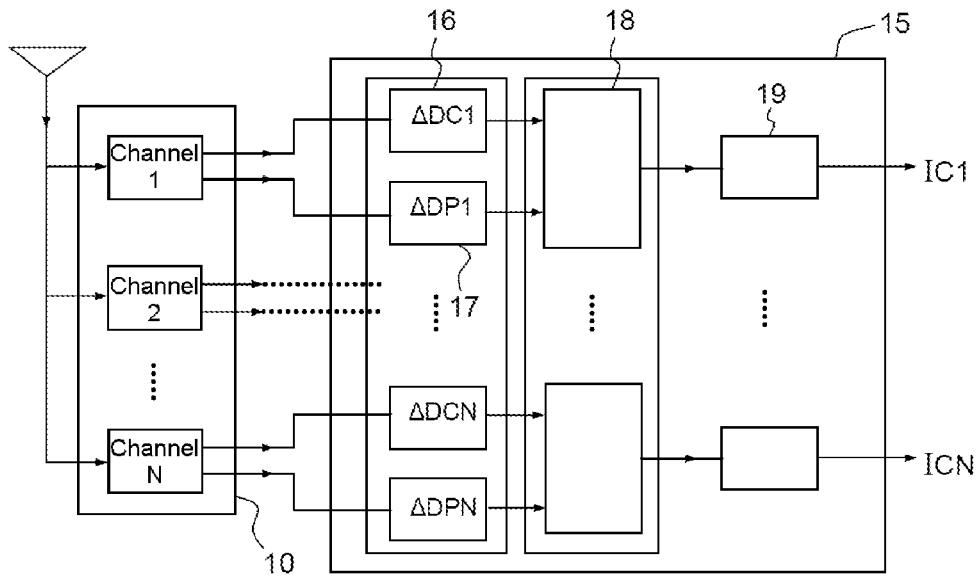 16
18
15
ΔDC1
19
Channel
1
IC1
ΔDP1
Channel
2
17
ΔDCN
Channel
N
ICN
ΔDPN
10